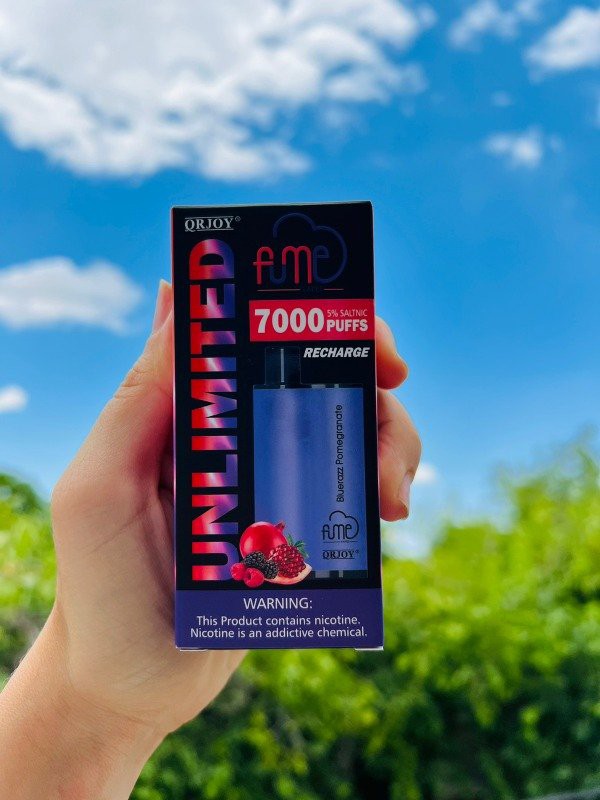 QRJOY®
UNLIMITED
fume
7000 5% SALTNIC
PUFFS
RECHARGE
Bluerazz Pomegranate
fume
QRJOY®
WARNING:
This Product contains nicotine.
Nicotine is an addictive chemical.